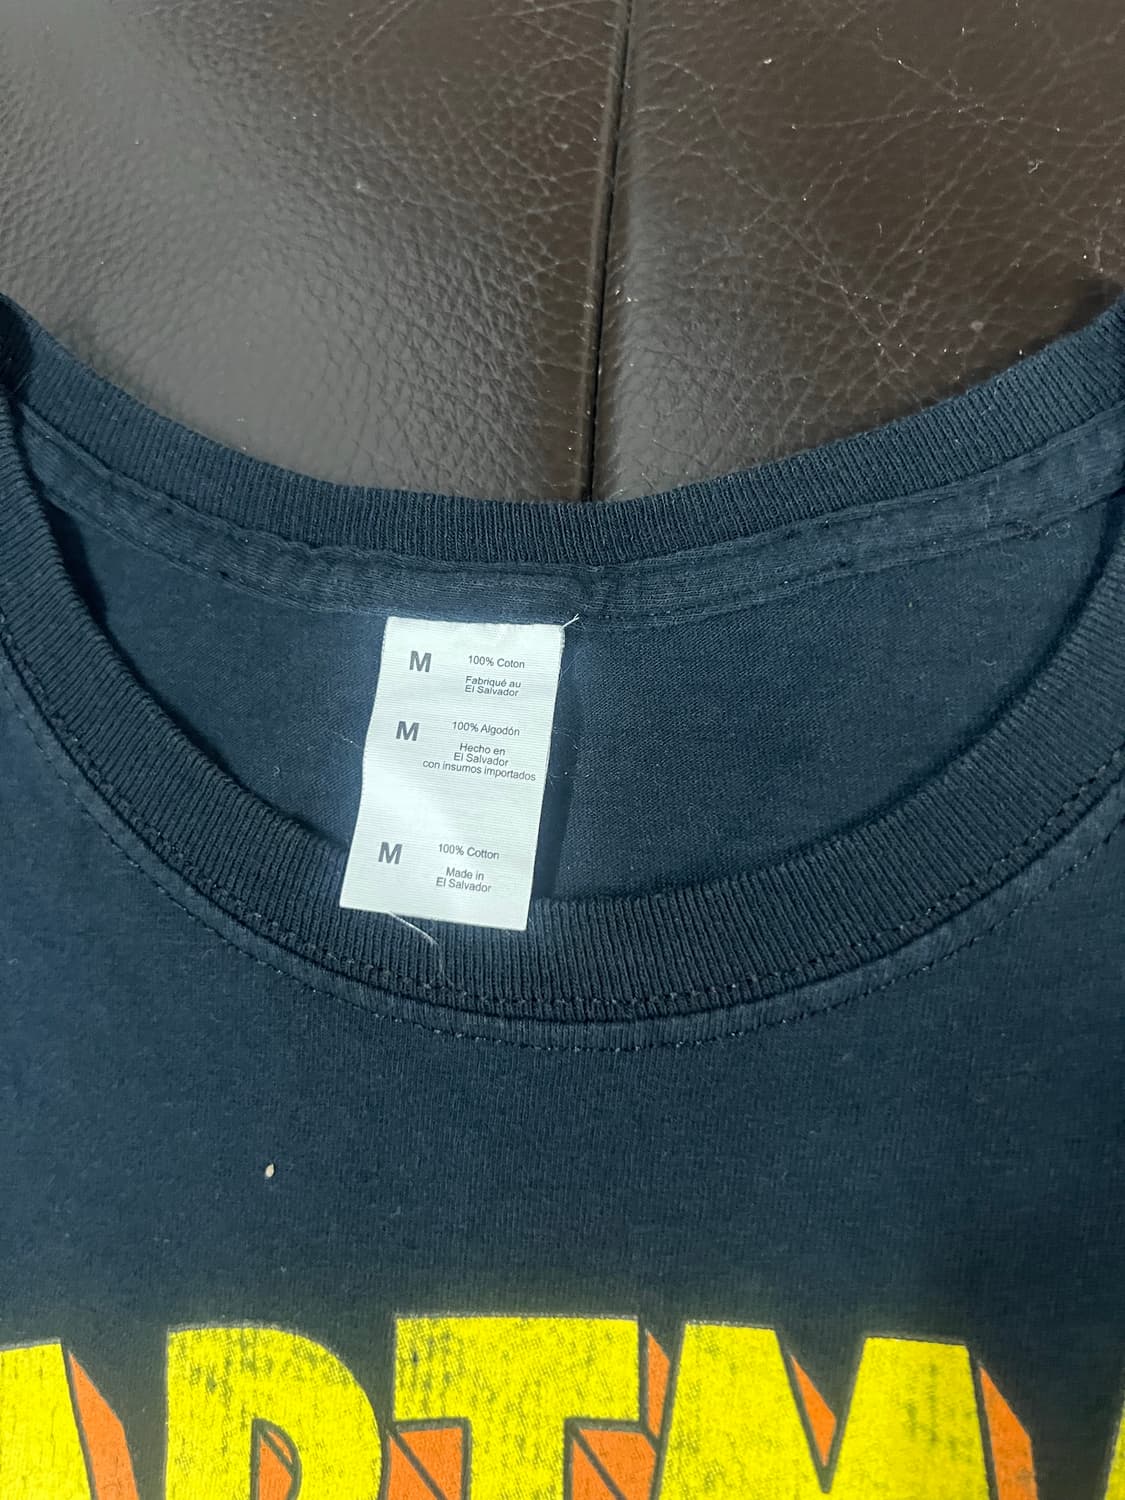 M 100% Coton
Fabriqué au
El Salvador
M 100% Algodón
Hecho en
El Salvador
con insumos importados
M 100% Cotton
Made in
El Salvador
ARTM